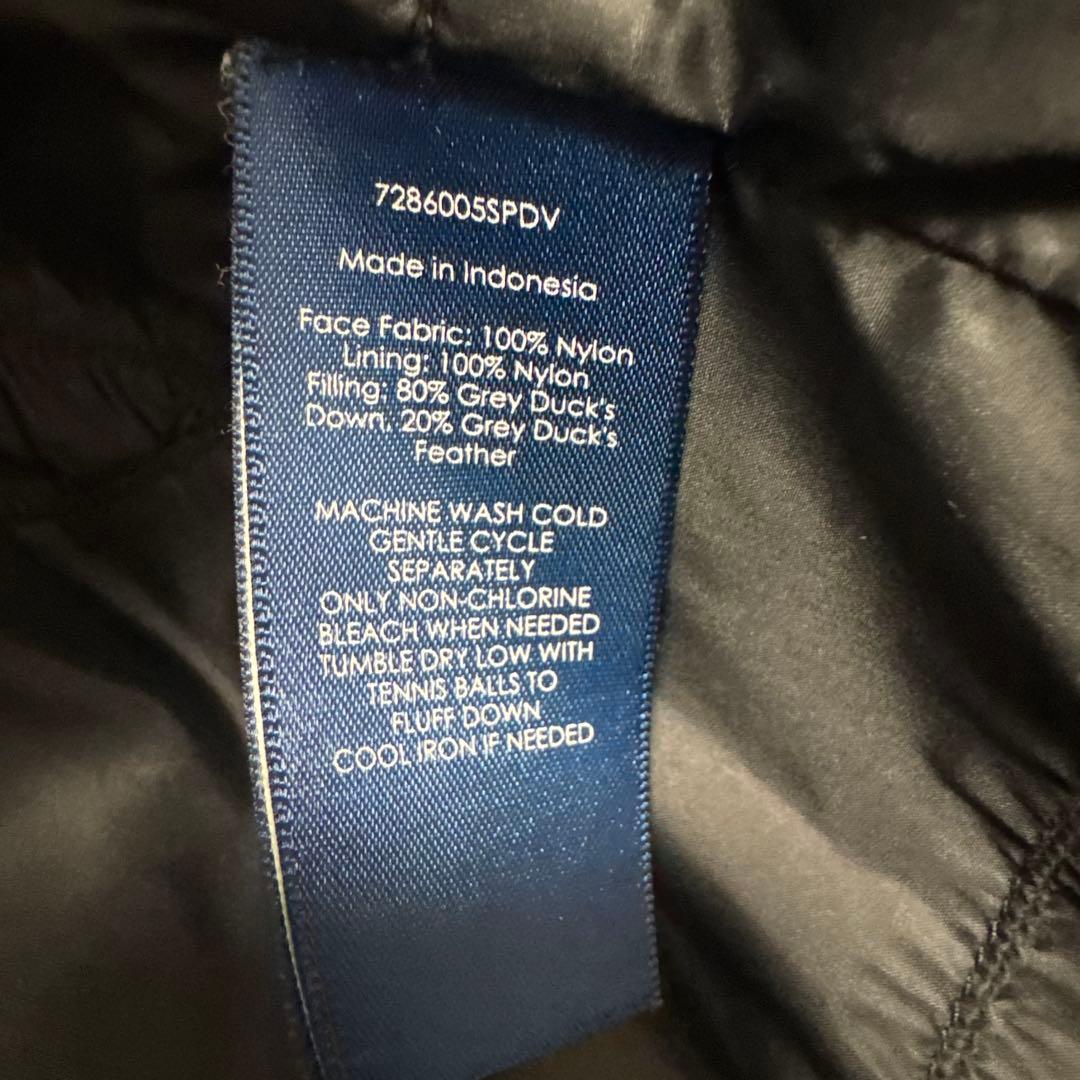 7286005SPDV
Made in Indonesia
Face Fabric: 100% Nylon
Lining: 100% Nylon
Filling: 80% Grey Duck's
Down, 20% Grey Duck's
Feather
MACHINE WASH COLD
GENTLE CYCLE
SEPARATELY
ONLY NON-CHLORINE
BLEACH WHEN NEEDED
TUMBLE DRY LOW WITH
TENNIS BALLS TO
FLUFF DOWN
COOL IRON IF NEEDED